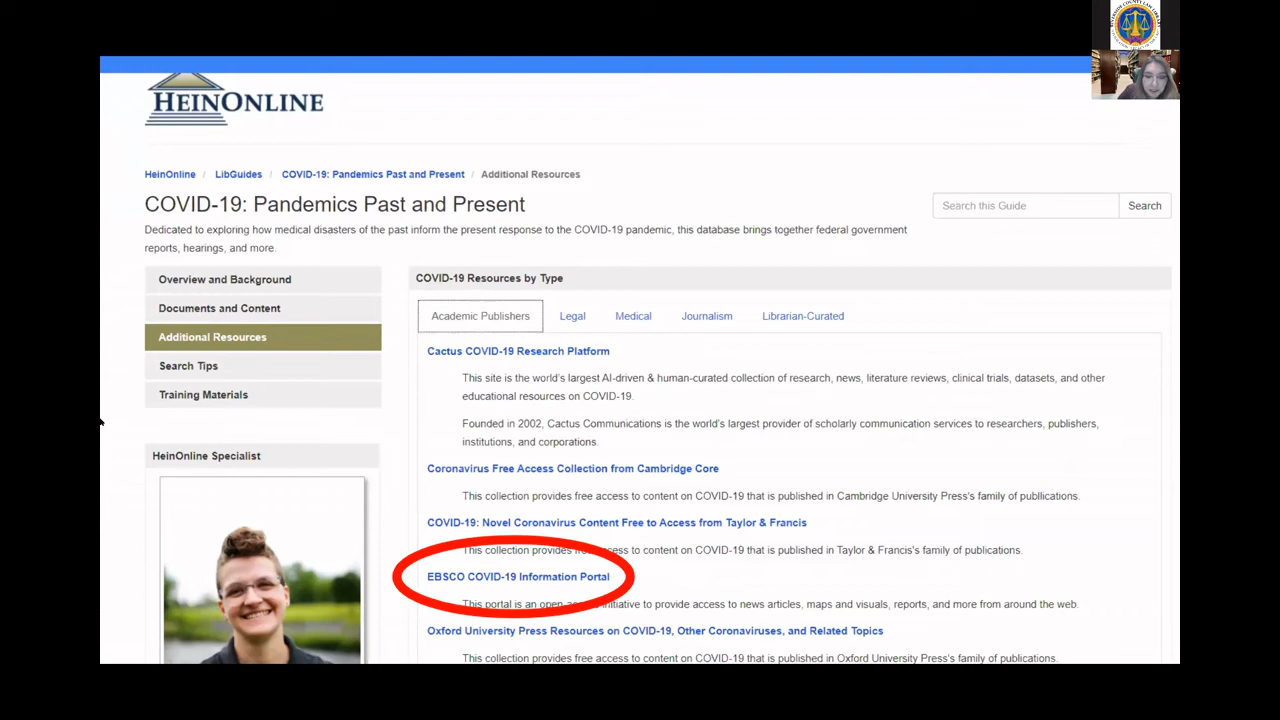 HEINONLINE
HeinOnline / LibGuides / COVID-19: Pandemics Past and Present / Additional Resources
COVID-19: Pandemics Past and Present
Search this Guide
Search
Dedicated to exploring how medical disasters of the past inform the present response to the COVID-19 pandemic, this database brings together federal government
reports, hearings, and more.
Overview and Background
Documents and Content
Additional Resources
Search Tips
Training Materials
HeinOnline Specialist
COVID-19 Resources by Type
Academic Publishers Legal Medical Journalism Librarian-Curated
Cactus COVID-19 Research Platform
This site is the world's largest AI-driven & human-curated collection of research, news, literature reviews, clinical trials, datasets, and other
educational resources on COVID-19.
Founded in 2002, Cactus Communications is the world's largest provider of scholarly communication services to researchers, publishers,
institutions, and corporations.
Coronavirus Free Access Collection from Cambridge Core
This collection provides free access to content on COVID-19 that is published in Cambridge University Press's family of publlications.
COVID-19: Novel Coronavirus Content Free to Access from Taylor & Francis
This collection provides free access to content on COVID-19 that is published in Taylor & Francis's family of publications.
EBSCO COVID-19 Information Portal
This portal is an open initiative to provide access to news articles, maps and visuals, reports, and more from around the web.
Oxford University Press Resources on COVID-19, Other Coronaviruses, and Related Topics
This collection provides free access to content on COVID-19 that is published in Oxford University Press's family of publications.